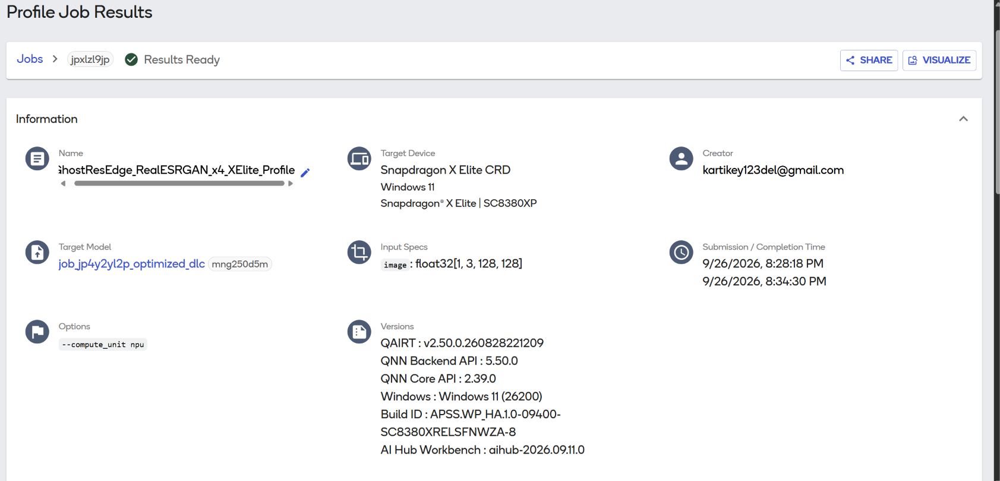 Profile Job Results
Jobs > jpxlzl9jp Results Ready
SHARE VISUALIZE
Information
Name
hostResEdge_RealESRGAN_x4_XElite_Profile
Target Device
Snapdragon X Elite CRD
Windows 11
Snapdragon® X Elite | SC8380XP
Creator
kartikey123del@gmail.com
Target Model
job_jp4y2yl2p_optimized_dlc mng250d5m
Input Specs
image : float32[1, 3, 128, 128]
Submission / Completion Time
9/26/2026, 8:28:18 PM
9/26/2026, 8:34:30 PM
Options
--compute_unit npu
Versions
QAIRT : v2.50.0.260828221209
QNN Backend API : 5.50.0
QNN Core API : 2.39.0
Windows : Windows 11 (26200)
Build ID : APSS.WP_HA.1.0-09400-
SC8380XRELSFNWZA-8
AI Hub Workbench : aihub-2026.09.11.0